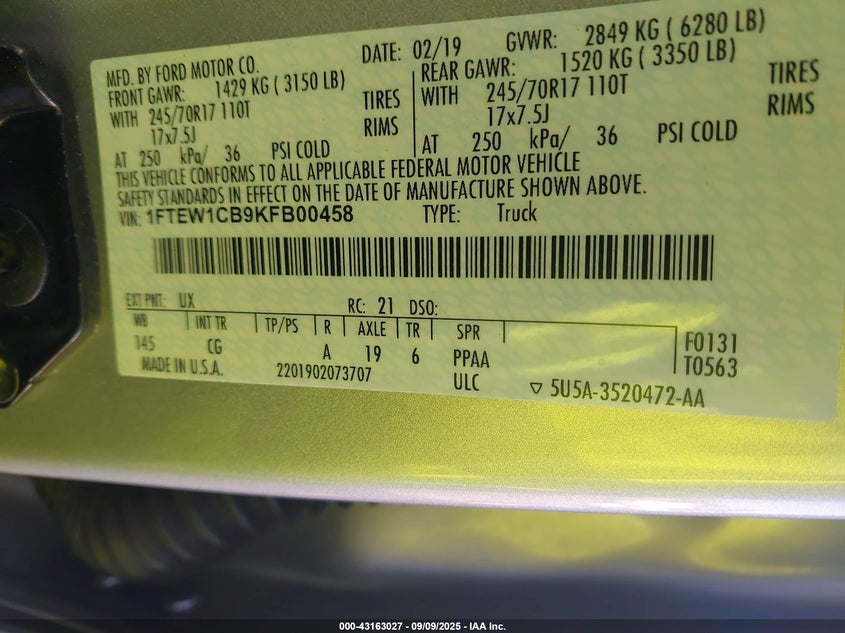 MFD. BY FORD MOTOR CO.
DATE: 02/19 GVWR: 2849 KG ( 6280 LB)
FRONT GAWR: 1429 KG ( 3150 LB) REAR GAWR: 1520 KG ( 3350 LB)
WITH 245/70R17 110T TIRES WITH 245/70R17 110T TIRES
17x7.5J RIMS 17x7.5J RIMS
AT 250 kPa/ 36 PSI COLD AT 250 kPa/ 36 PSI COLD
THIS VEHICLE CONFORMS TO ALL APPLICABLE FEDERAL MOTOR VEHICLE
SAFETY STANDARDS IN EFFECT ON THE DATE OF MANUFACTURE SHOWN ABOVE.
VIN: 1FTEW1CB9KFB00458 TYPE: Truck
EXT PNT: UX RC: 21 DSO:
WB INT TR TP/PS R AXLE TR SPR
145 CG A 19 6 PPAA F0131
MADE IN U.S.A. 2201902073707 ULC T0563
▽ 5U5A-3520472-AA
000-43163027 - 09/09/2025 - IAA Inc.